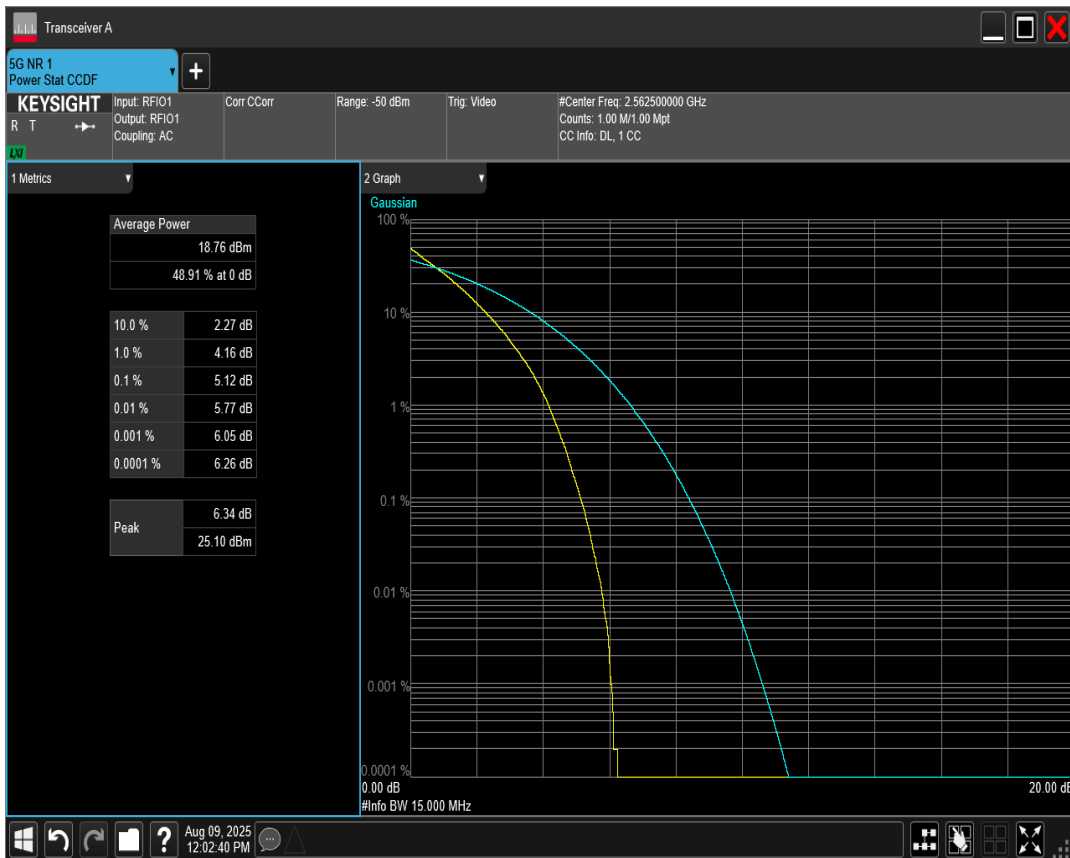 Transceiver A
5G NR 1
Power Stat CCDF
KEYSIGHT
R T
LXI
Input: RFIO1
Output: RFIO1
Coupling: AC
Corr CCorr
Range: -50 dBm
Trig: Video
#Center Freq: 2.562500000 GHz
Counts: 1.00 M/1.00 Mpt
CC Info: DL, 1 CC
1 Metrics
Average Power
18.76 dBm
48.91 % at 0 dB
10.0 % 2.27 dB
1.0 % 4.16 dB
0.1 % 5.12 dB
0.01 % 5.77 dB
0.001 % 6.05 dB
0.0001 % 6.26 dB
Peak 6.34 dB
25.10 dBm
2 Graph
Gaussian
100 %
10 %
1 %
0.1 %
0.01 %
0.001 %
0.0001 %
0.00 dB 20.00 dB
#Info BW 15.000 MHz
?
Aug 09, 2025
12:02:40 PM